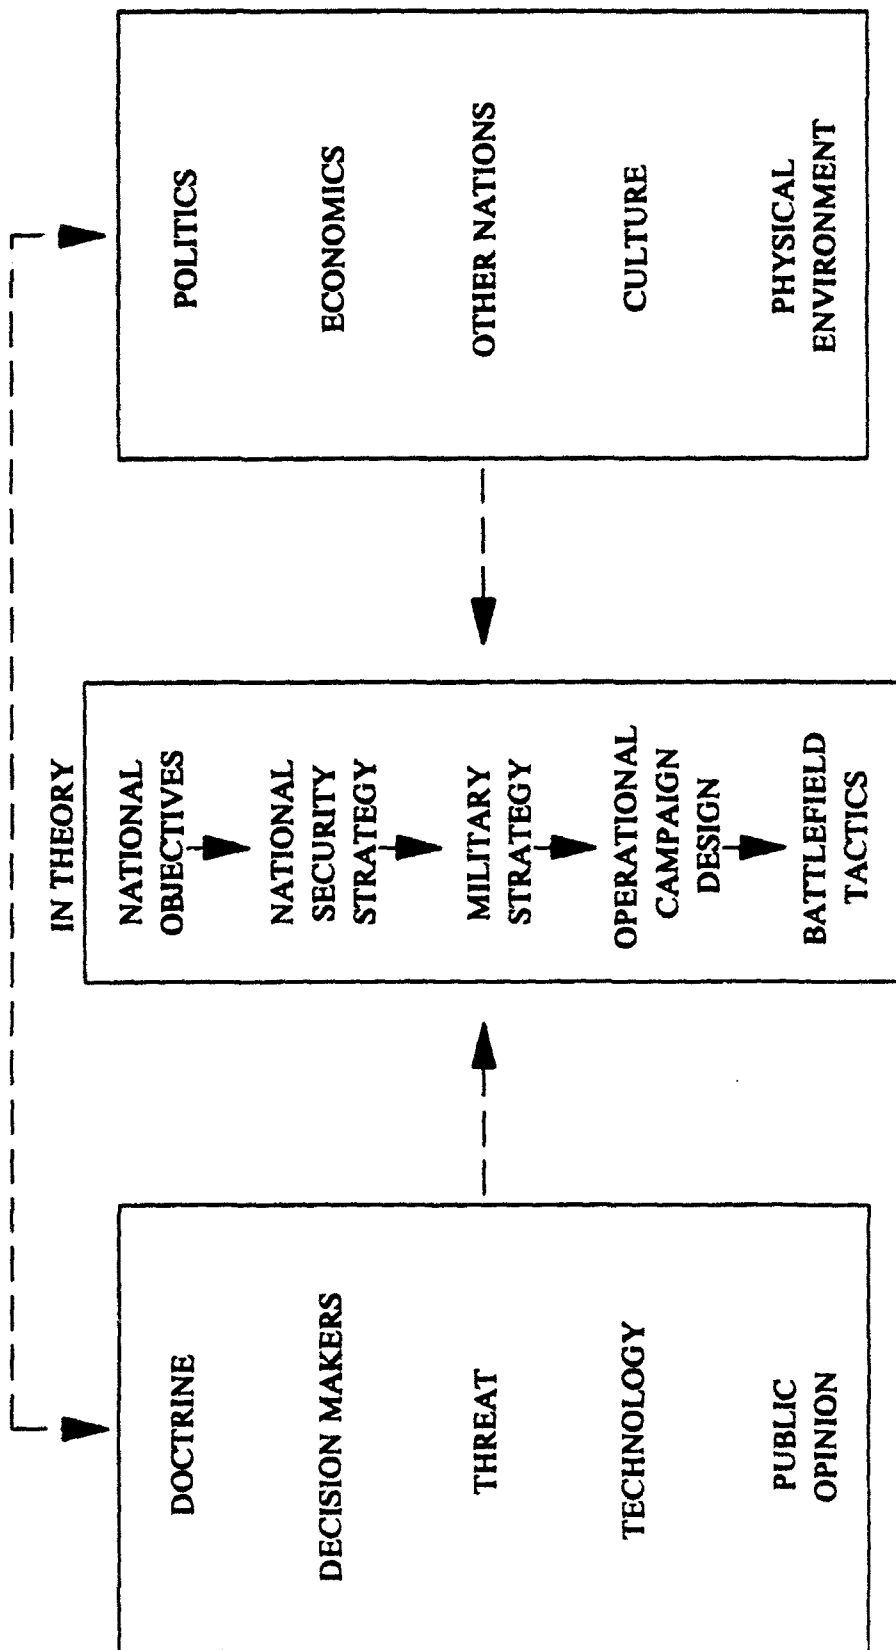 IN THEORY
DOCTRINE
DECISION MAKERS
THREAT
TECHNOLOGY
PUBLIC
OPINION
NATIONAL
OBJECTIVES
NATIONAL
SECURITY
STRATEGY
MILITARY
STRATEGY
OPERATIONAL
CAMPAIGN
DESIGN
BATTLEFIELD
TACTICS
POLITICS
ECONOMICS
OTHER NATIONS
CULTURE
PHYSICAL
ENVIRONMENT